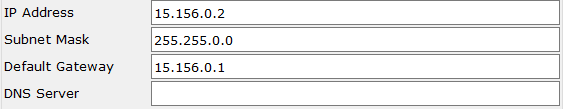 IP Address 15.156.0.2
Subnet Mask 255.255.0.0
Default Gateway 15.156.0.1
DNS Server